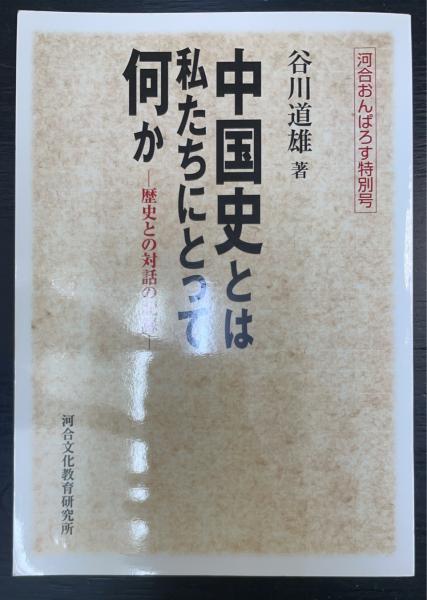 河合おんぱろす特別号
谷川道雄 著
中国史とは
私たちにとって
何か
―歴史との対話の記録―
河合文化教育研究所